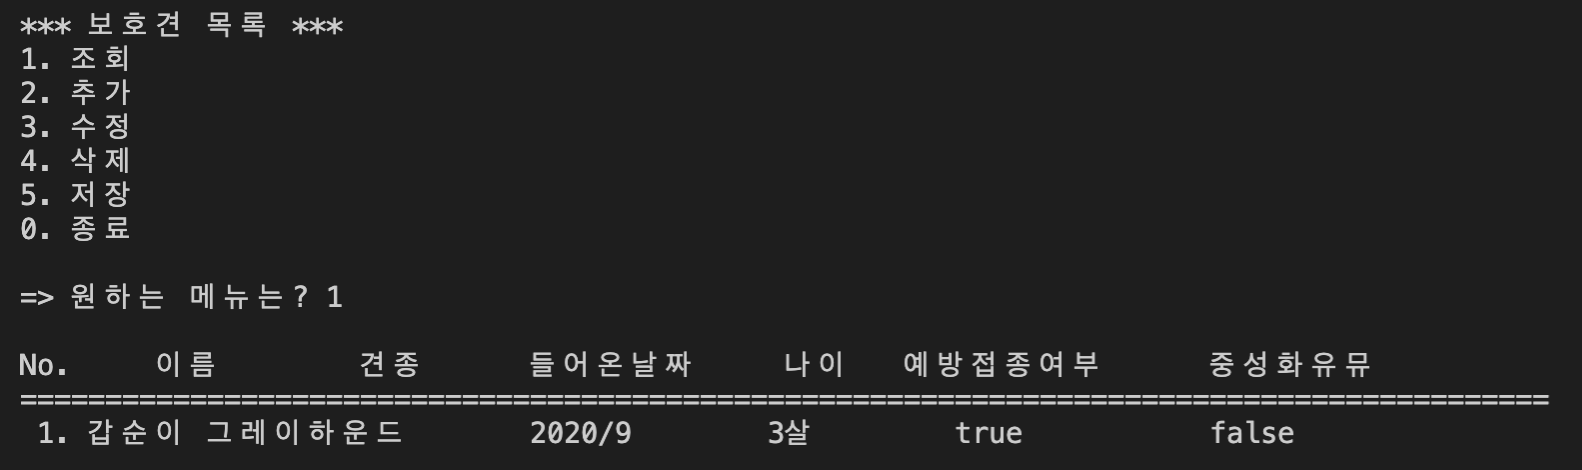 *** 보호견 목록 ***
1. 조회
2. 추가
3. 수정
4. 삭제
5. 저장
0. 종료
=> 원하는 메뉴는? 1
No. 이름 견종 들어온날짜 나이 예방접종여부 중성화유뮤
==========================================================================================
1. 갑순이 그레이하운드 2020/9 3살 true false